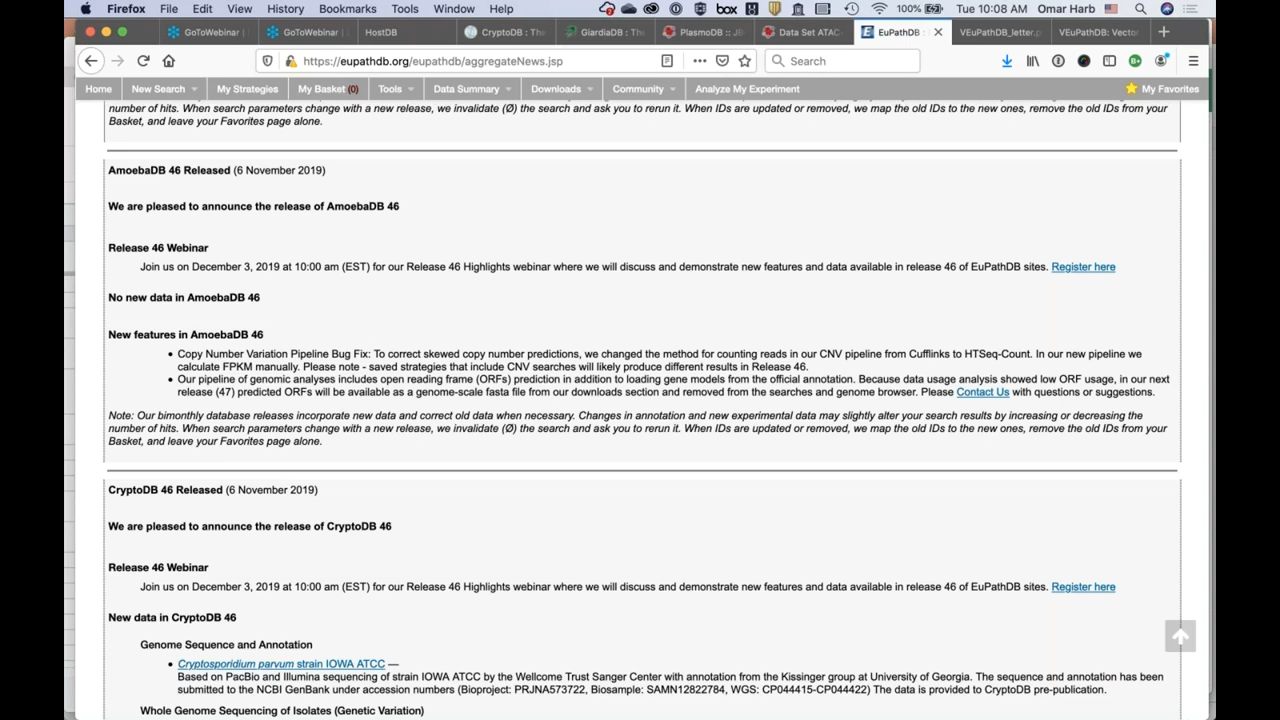 Firefox File Edit View History Bookmarks Tools Window Help box 100% Tue 10:08 AM Omar Harb
GoToWebinar | GoToWebinar | HostDB CryptoDB : The GiardiaDB : The PlasmoDB :: JB Data Set ATAC- EuPathDB : VEuPathDB_letter.p VEuPathDB: Vector
https://eupathdb.org/eupathdb/aggregateNews.jsp Search
Home New Search My Strategies My Basket (0) Tools Data Summary Downloads Community Analyze My Experiment My Favorites
number of hits. When search parameters change with a new release, we invalidate (Ø) the search and ask you to rerun it. When IDs are updated or removed, we map the old IDs to the new ones, remove the old IDs from your
Basket, and leave your Favorites page alone.
AmoebaDB 46 Released (6 November 2019)
We are pleased to announce the release of AmoebaDB 46
Release 46 Webinar
Join us on December 3, 2019 at 10:00 am (EST) for our Release 46 Highlights webinar where we will discuss and demonstrate new features and data available in release 46 of EuPathDB sites. Register here
No new data in AmoebaDB 46
New features in AmoebaDB 46
• Copy Number Variation Pipeline Bug Fix: To correct skewed copy number predictions, we changed the method for counting reads in our CNV pipeline from Cufflinks to HTSeq-Count. In our new pipeline we
calculate FPKM manually. Please note - saved strategies that include CNV searches will likely produce different results in Release 46.
• Our pipeline of genomic analyses includes open reading frame (ORFs) prediction in addition to loading gene models from the official annotation. Because data usage analysis showed low ORF usage, in our next
release (47) predicted ORFs will be available as a genome-scale fasta file from our downloads section and removed from the searches and genome browser. Please Contact Us with questions or suggestions.
Note: Our bimonthly database releases incorporate new data and correct old data when necessary. Changes in annotation and new experimental data may slightly alter your search results by increasing or decreasing the
number of hits. When search parameters change with a new release, we invalidate (Ø) the search and ask you to rerun it. When IDs are updated or removed, we map the old IDs to the new ones, remove the old IDs from your
Basket, and leave your Favorites page alone.
CryptoDB 46 Released (6 November 2019)
We are pleased to announce the release of CryptoDB 46
Release 46 Webinar
Join us on December 3, 2019 at 10:00 am (EST) for our Release 46 Highlights webinar where we will discuss and demonstrate new features and data available in release 46 of EuPathDB sites. Register here
New data in CryptoDB 46
Genome Sequence and Annotation
• Cryptosporidium parvum strain IOWA ATCC —
Based on PacBio and Illumina sequencing of strain IOWA ATCC by the Wellcome Trust Sanger Center with annotation from the Kissinger group at University of Georgia. The sequence and annotation has been
submitted to the NCBI GenBank under accession numbers (Bioproject: PRJNA573722, Biosample: SAMN12822784, WGS: CP044415-CP044422) The data is provided to CryptoDB pre-publication.
Whole Genome Sequencing of Isolates (Genetic Variation)